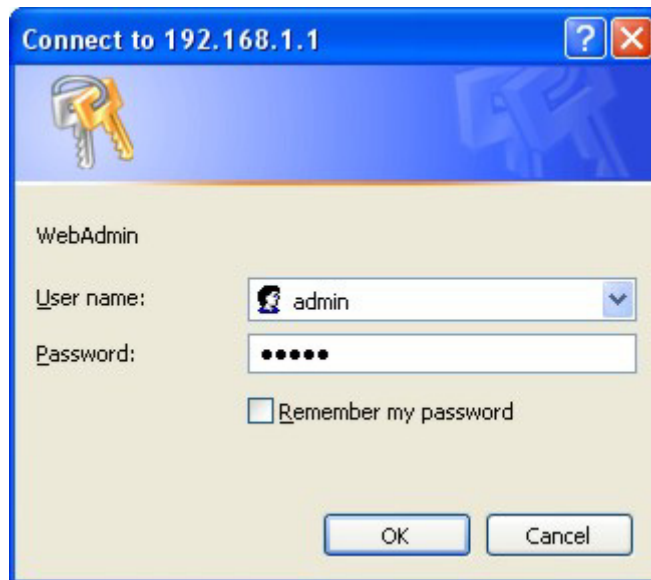 Connect to 192.168.1.1
WebAdmin
User name: admin
Password: •••••
Remember my password
OK Cancel